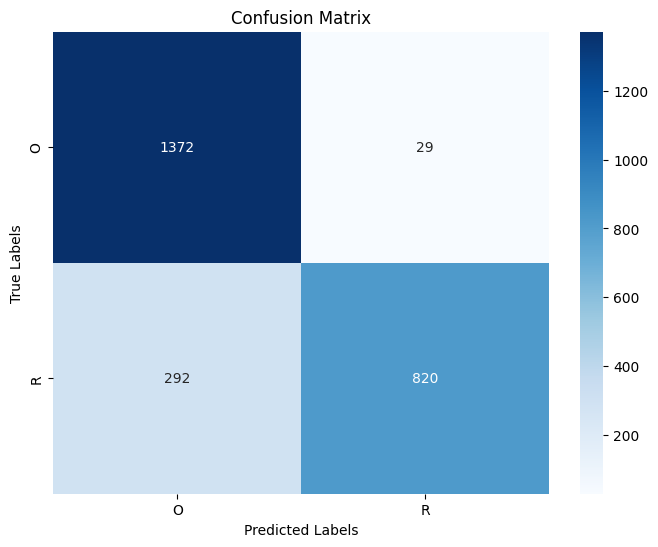 Confusion Matrix
True Labels
O
1372
29
R
292
820
O
R
Predicted Labels
1200
1000
800
600
400
200